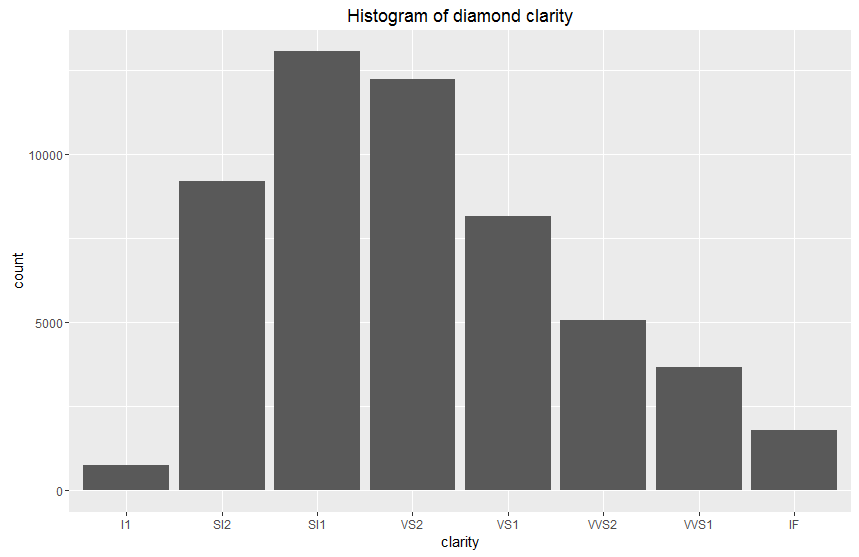 Histogram of diamond clarity
count
10000
5000
0
I1 SI2 SI1 VS2 VS1 VVS2 VVS1 IF
clarity